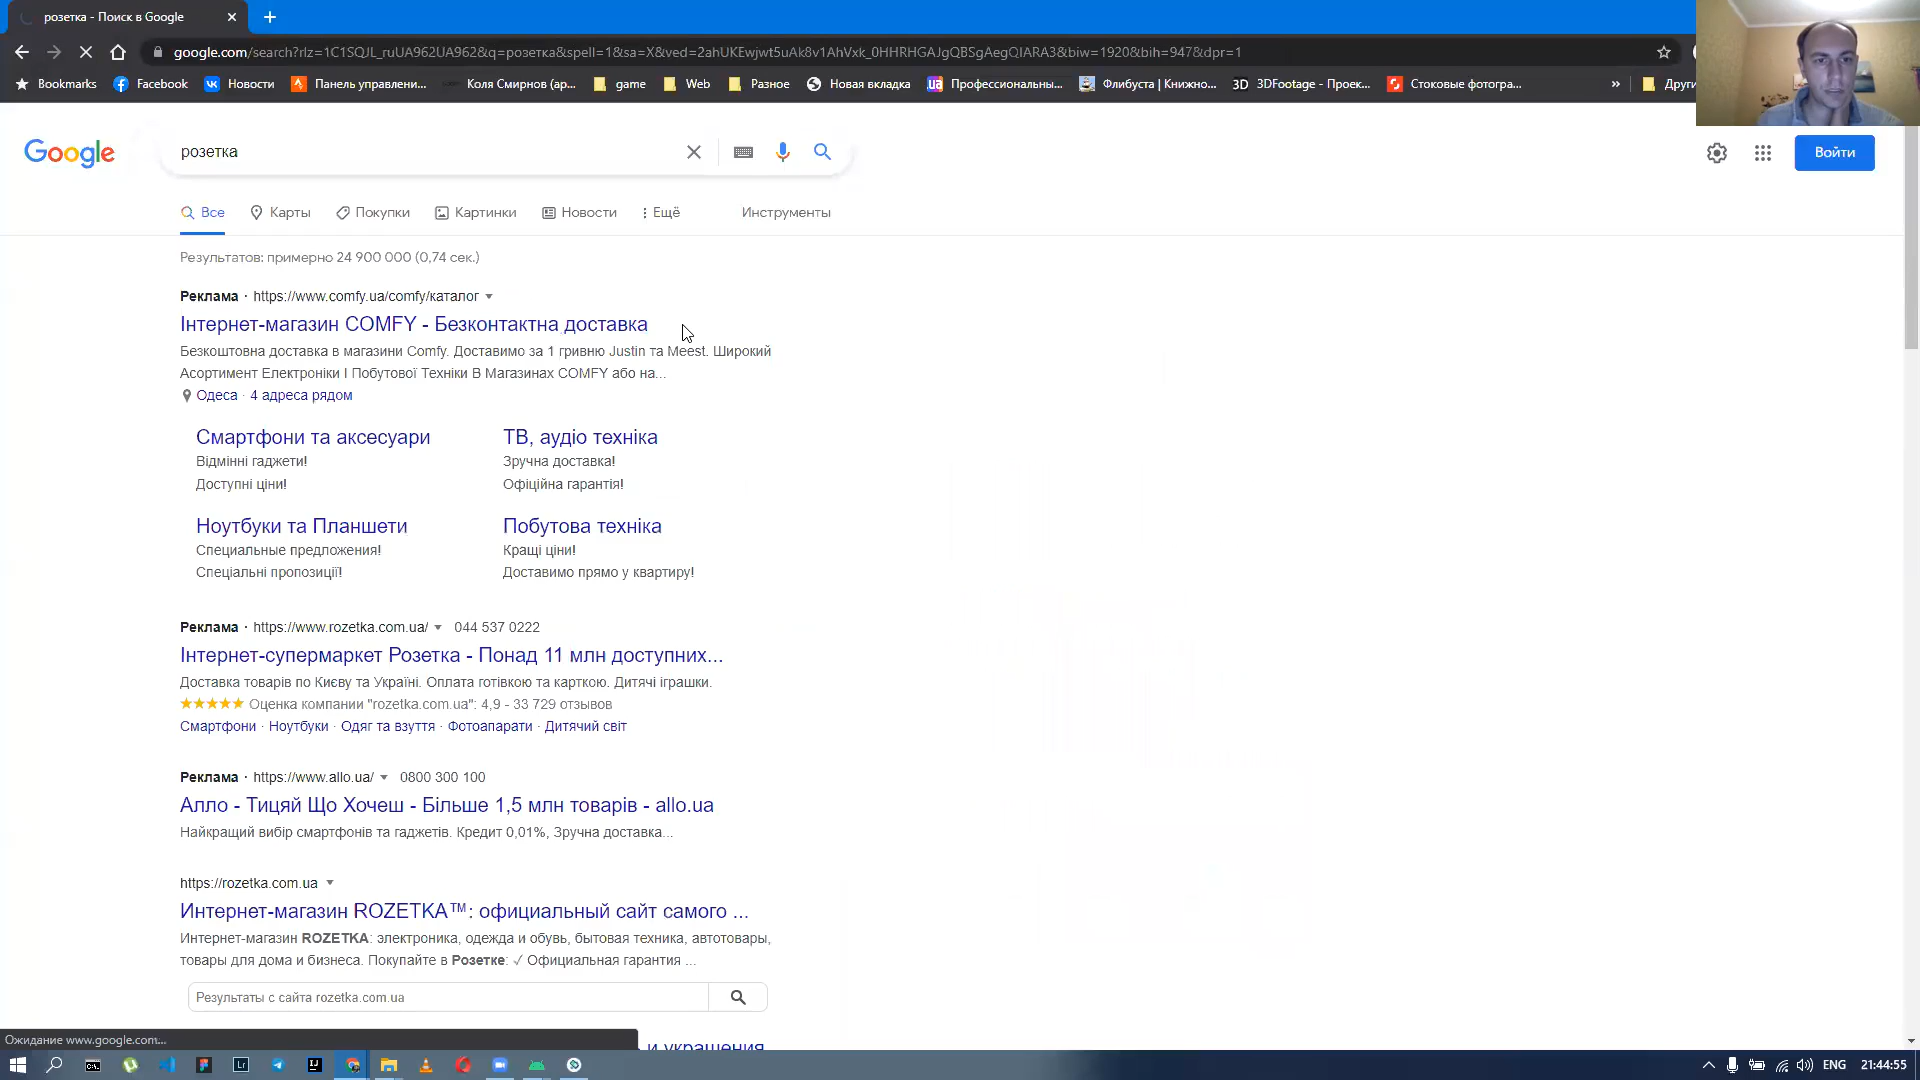 розетка - Поиск в Google
google.com/search?rlz=1C1SQJL_ruUA962UA962&q=розетка&spell=1&sa=X&ved=2ahUKEwjwt5uAk8v1AhVxk_0HHRHGAJgQBSgAegQIARA3&biw=1920&bih=947&dpr=1
Bookmarks Facebook Новости Панель управлени... Коля Смирнов (ар... game Web Разное Новая вкладка Профессиональны... Флибуста | Книжно... 3DFootage - Проек... Стоковые фотогра... » Други
Google розетка Войти
Все Карты Покупки Картинки Новости Ещё Инструменты
Результатов: примерно 24 900 000 (0,74 сек.)
Реклама · https://www.comfy.ua/comfy/каталог
Інтернет-магазин COMFY - Безконтактна доставка
Безкоштовна доставка в магазини Comfy. Доставимо за 1 гривню Justin та Meest. Широкий
Асортимент Електроніки І Побутової Техніки В Магазинах COMFY або на...
Одеса · 4 адреса рядом
Смартфони та аксесуари
Відмінні гаджети!
Доступні ціни!
ТВ, аудіо техніка
Зручна доставка!
Офіційна гарантія!
Ноутбуки та Планшети
Специальные предложения!
Спеціальні пропозиції!
Побутова техніка
Кращі ціни!
Доставимо прямо у квартиру!
Реклама · https://www.rozetka.com.ua/ 044 537 0222
Інтернет-супермаркет Розетка - Понад 11 млн доступних...
Доставка товарів по Києву та Україні. Оплата готівкою та карткою. Дитячі іграшки.
★★★★★ Оценка компании "rozetka.com.ua": 4,9 - 33 729 отзывов
Смартфони · Ноутбуки · Одяг та взуття · Фотоапарати · Дитячий світ
Реклама · https://www.allo.ua/ 0800 300 100
Алло - Тицяй Що Хочеш - Більше 1,5 млн товарів - allo.ua
Найкращий вибір смартфонів та гаджетів. Кредит 0,01%, Зручна доставка...
https://rozetka.com.ua
Интернет-магазин ROZETKA™: официальный сайт самого ...
Интернет-магазин ROZETKA: электроника, одежда и обувь, бытовая техника, автотовары,
товары для дома и бизнеса. Покупайте в Розетке: ✓ Официальная гарантия ...
Результаты с сайта rozetka.com.ua
Ожидание www.google.com...
и украшения
ENG 21:44:55